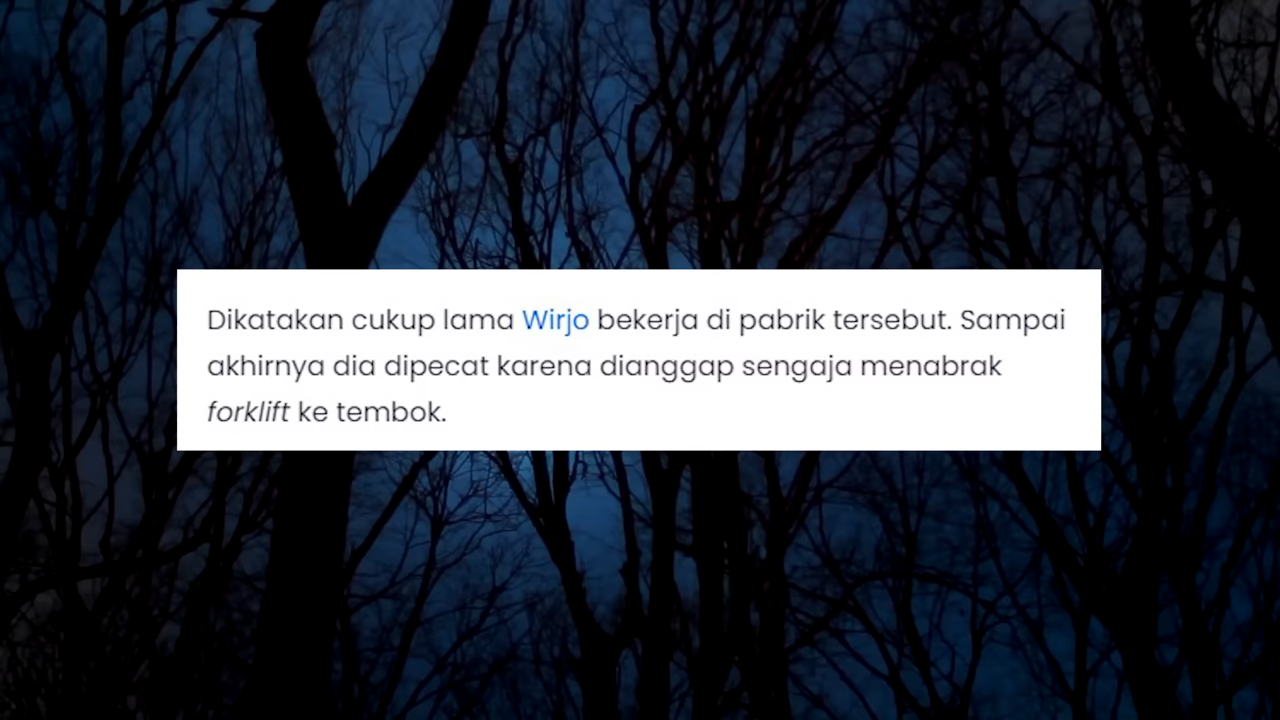 Dikatakan cukup lama Wirjo bekerja di pabrik tersebut. Sampai
akhirnya dia dipecat karena dianggap sengaja menabrak
forklift ke tembok.